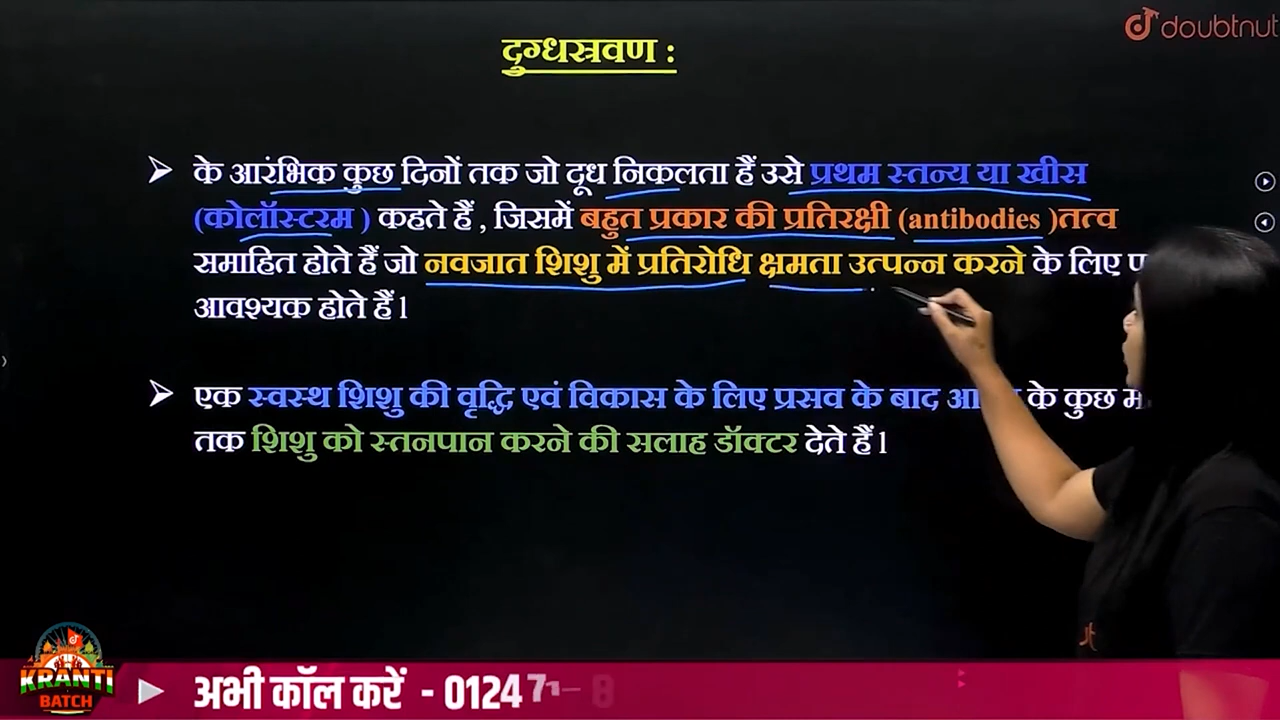 doubtnut
दुग्धस्रवण :
के आरंभिक कुछ दिनों तक जो दूध निकलता हैं उसे प्रथम स्तन्य या खीस
(कोलॉस्टरम ) कहते हैं , जिसमें बहुत प्रकार की प्रतिरक्षी (antibodies )तत्व
समाहित होते हैं जो नवजात शिशु में प्रतिरोधि क्षमता उत्पन्न करने के लिए
आवश्यक होते हैं l
एक स्वस्थ शिशु की वृद्धि एवं विकास के लिए प्रसव के बाद के कुछ
तक शिशु को स्तनपान करने की सलाह डॉक्टर देते हैं l
KRANTI
BATCH
अभी कॉल करें - 0124